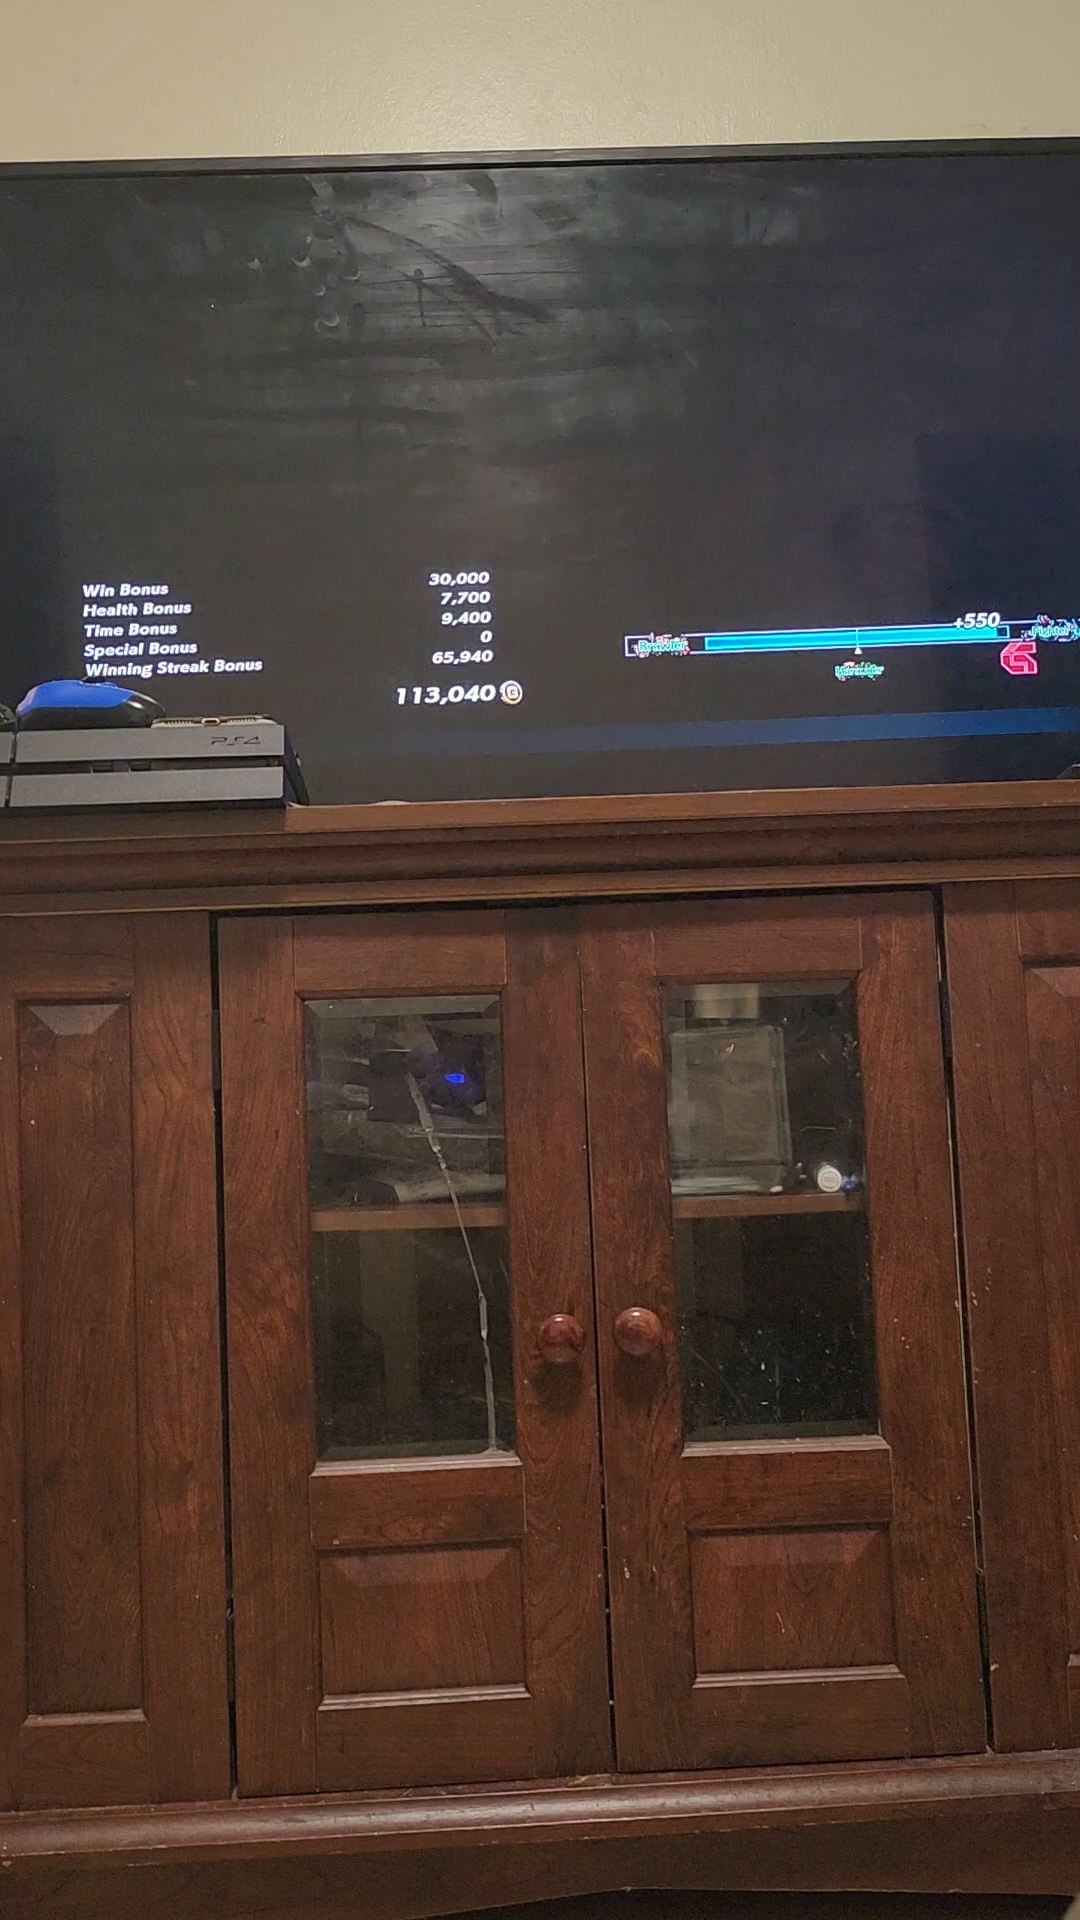 Win Bonus 30,000
Health Bonus 7,700
Time Bonus 9,400
Special Bonus 0
Winning Streak Bonus 65,940
113,040 G
+550
Brawler Fighter
Marauder
PS4